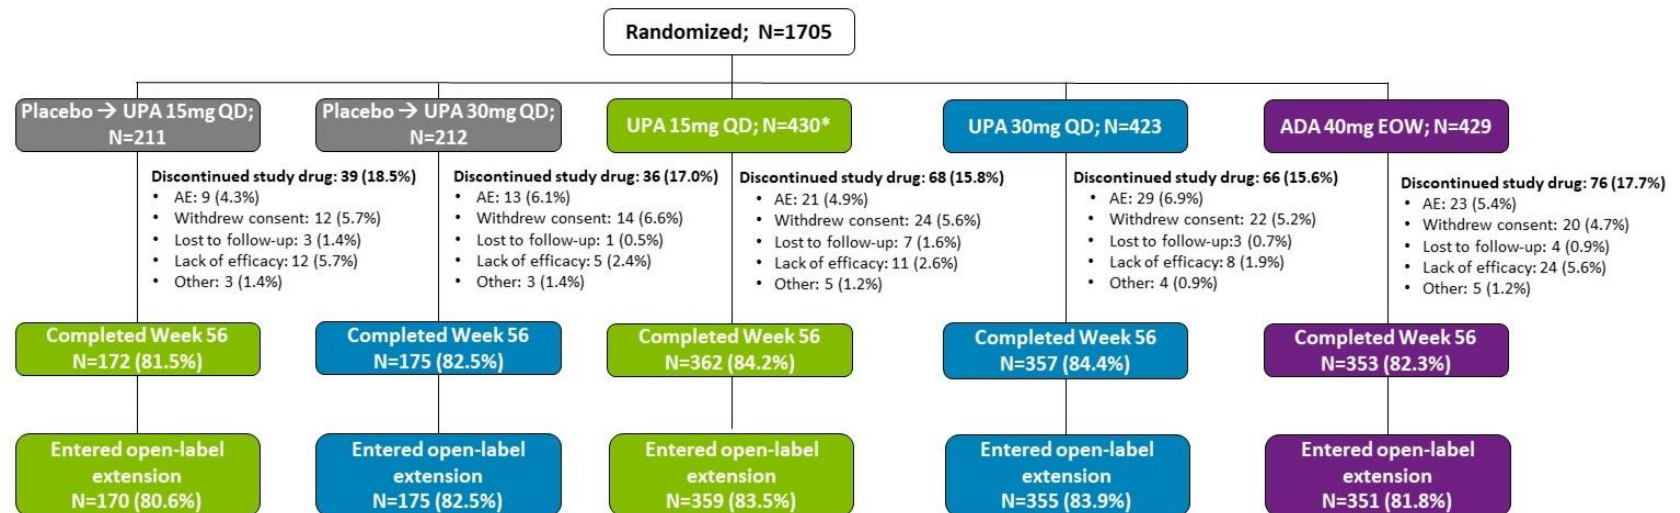 Randomized; N=1705
Placebo → UPA 15mg QD;
N=211
Placebo → UPA 30mg QD;
N=212
UPA 15mg QD; N=430*
UPA 30mg QD; N=423
ADA 40mg EOW; N=429
Discontinued study drug: 39 (18.5%)
• AE: 9 (4.3%)
• Withdrew consent: 12 (5.7%)
• Lost to follow-up: 3 (1.4%)
• Lack of efficacy: 12 (5.7%)
• Other: 3 (1.4%)
Discontinued study drug: 36 (17.0%)
• AE: 13 (6.1%)
• Withdrew consent: 14 (6.6%)
• Lost to follow-up: 1 (0.5%)
• Lack of efficacy: 5 (2.4%)
• Other: 3 (1.4%)
Discontinued study drug: 68 (15.8%)
• AE: 21 (4.9%)
• Withdrew consent: 24 (5.6%)
• Lost to follow-up: 7 (1.6%)
• Lack of efficacy: 11 (2.6%)
• Other: 5 (1.2%)
Discontinued study drug: 66 (15.6%)
• AE: 29 (6.9%)
• Withdrew consent: 22 (5.2%)
• Lost to follow-up:3 (0.7%)
• Lack of efficacy: 8 (1.9%)
• Other: 4 (0.9%)
Discontinued study drug: 76 (17.7%)
• AE: 23 (5.4%)
• Withdrew consent: 20 (4.7%)
• Lost to follow-up: 4 (0.9%)
• Lack of efficacy: 24 (5.6%)
• Other: 5 (1.2%)
Completed Week 56
N=172 (81.5%)
Completed Week 56
N=175 (82.5%)
Completed Week 56
N=362 (84.2%)
Completed Week 56
N=357 (84.4%)
Completed Week 56
N=353 (82.3%)
Entered open-label
extension
N=170 (80.6%)
Entered open-label
extension
N=175 (82.5%)
Entered open-label
extension
N=359 (83.5%)
Entered open-label
extension
N=355 (83.9%)
Entered open-label
extension
N=351 (81.8%)